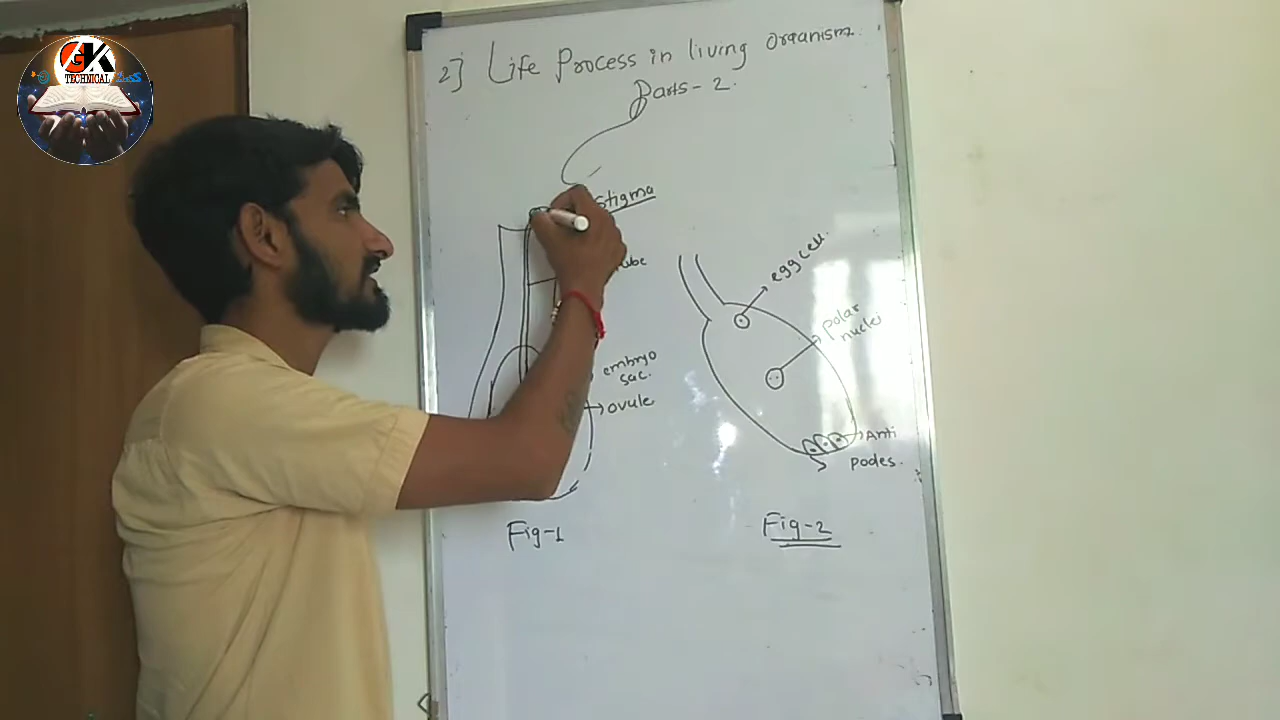 GK
TECHNICAL
2] Life Process in living organism.
Parts-2.
Stigma
egg cell.
polar
nuclei
embryo
sac.
ovule
Anti
podes.
Fig-1
Fig-2